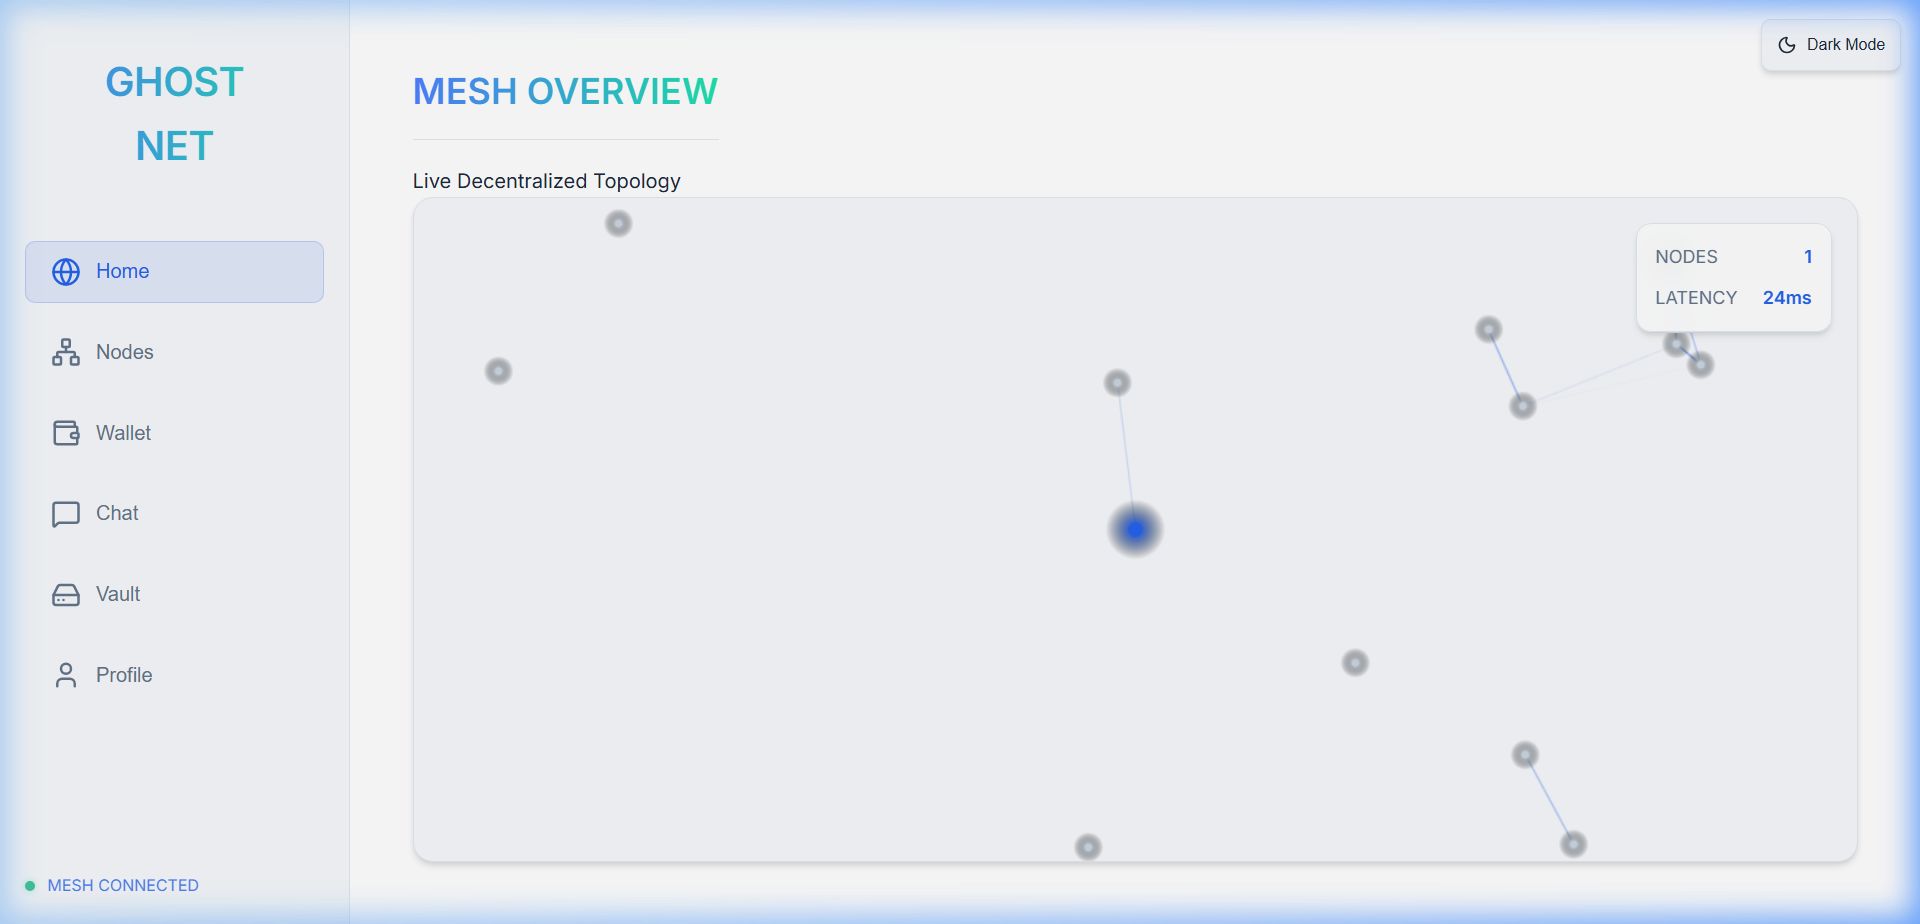 GHOST
NET
Home
Nodes
Wallet
Chat
Vault
Profile
MESH CONNECTED
Dark Mode
MESH OVERVIEW
Live Decentralized Topology
NODES 1
LATENCY 24ms